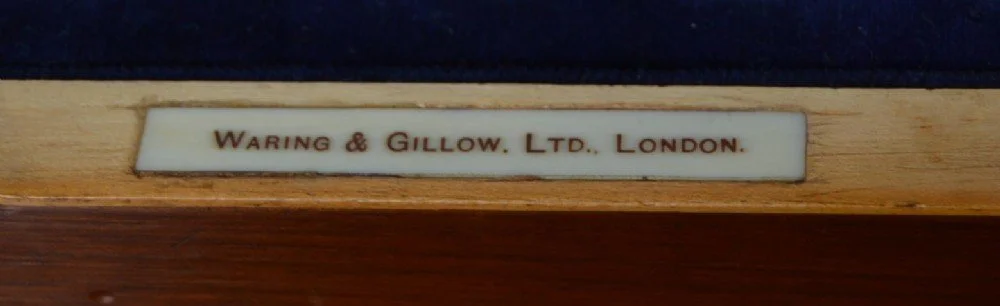 WARING & GILLOW. LTD., LONDON.